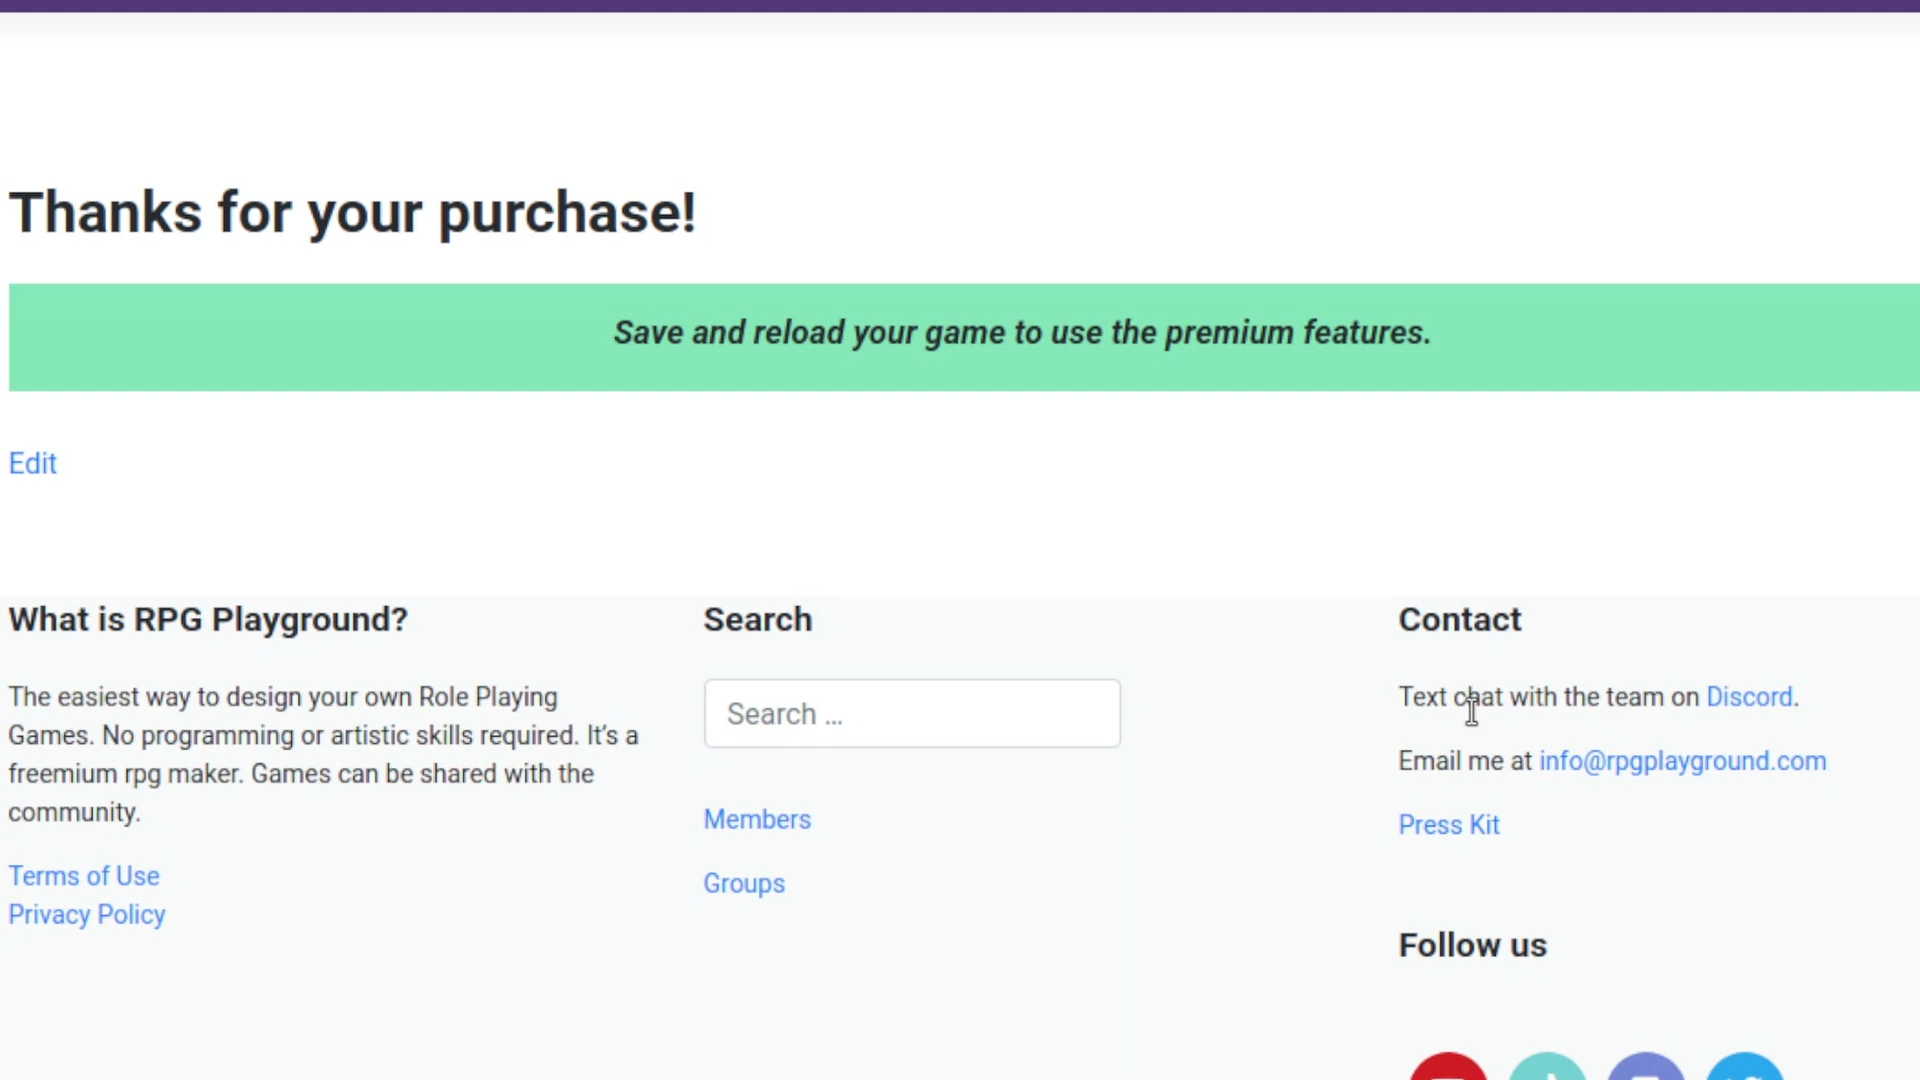 Thanks for your purchase!
Save and reload your game to use the premium features.
Edit
What is RPG Playground?
The easiest way to design your own Role Playing
Games. No programming or artistic skills required. It’s a
freemium rpg maker. Games can be shared with the
community.
Terms of Use
Privacy Policy
Search
Search ...
Members
Groups
Contact
Text chat with the team on Discord.
Email me at info@rpgplayground.com
Press Kit
Follow us